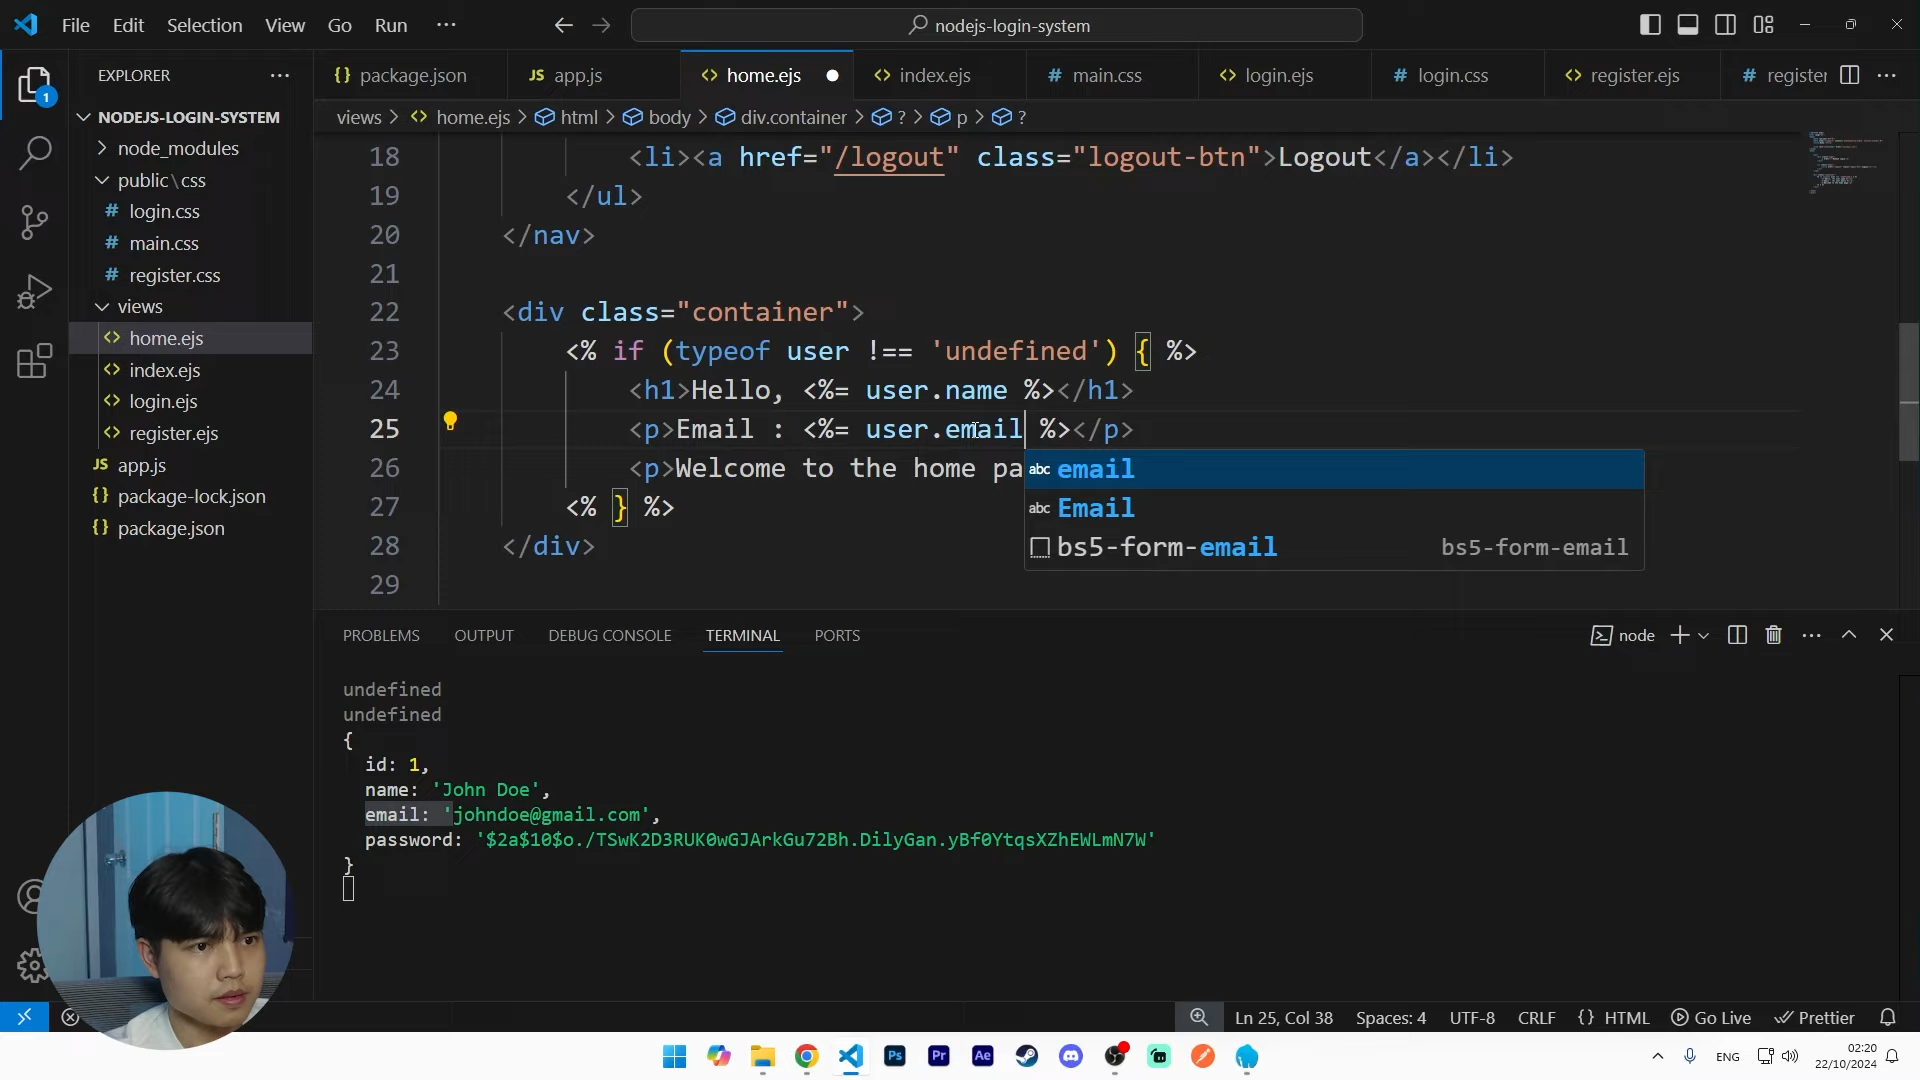 File Edit Selection View Go Run ···
nodejs-login-system
EXPLORER ···
1
NODEJS-LOGIN-SYSTEM
node_modules
public\css
# login.css
# main.css
# register.css
views
<> home.ejs
<> index.ejs
<> login.ejs
<> register.ejs
JS app.js
{} package-lock.json
{} package.json
{} package.json
JS app.js
<> home.ejs
<> index.ejs
# main.css
<> login.ejs
# login.css
<> register.ejs
# register
views > <> home.ejs > html > body > div.container > ? > p > ?
18 <li><a href="/logout" class="logout-btn">Logout</a></li>
19 </ul>
20 </nav>
21
22 <div class="container">
23 <% if (typeof user !== 'undefined') { %>
24 <h1>Hello, <%= user.name %></h1>
25 <p>Email : <%= user.email %></p>
26 <p>Welcome to the home pa
27 <% } %>
28 </div>
29
abc email
abc Email
bs5-form-email bs5-form-email
PROBLEMS OUTPUT DEBUG CONSOLE TERMINAL PORTS
node
undefined
undefined
{
id: 1,
name: 'John Doe',
email: 'johndoe@gmail.com',
password: '$2a$10$o./TSwK2D3RUK0wGJArkGu72Bh.DilyGan.yBf0YtqsXZhEWLmN7W'
}
Ln 25, Col 38 Spaces: 4 UTF-8 CRLF {} HTML Go Live Prettier
Ps Pr Ae
ENG
02:20
22/10/2024